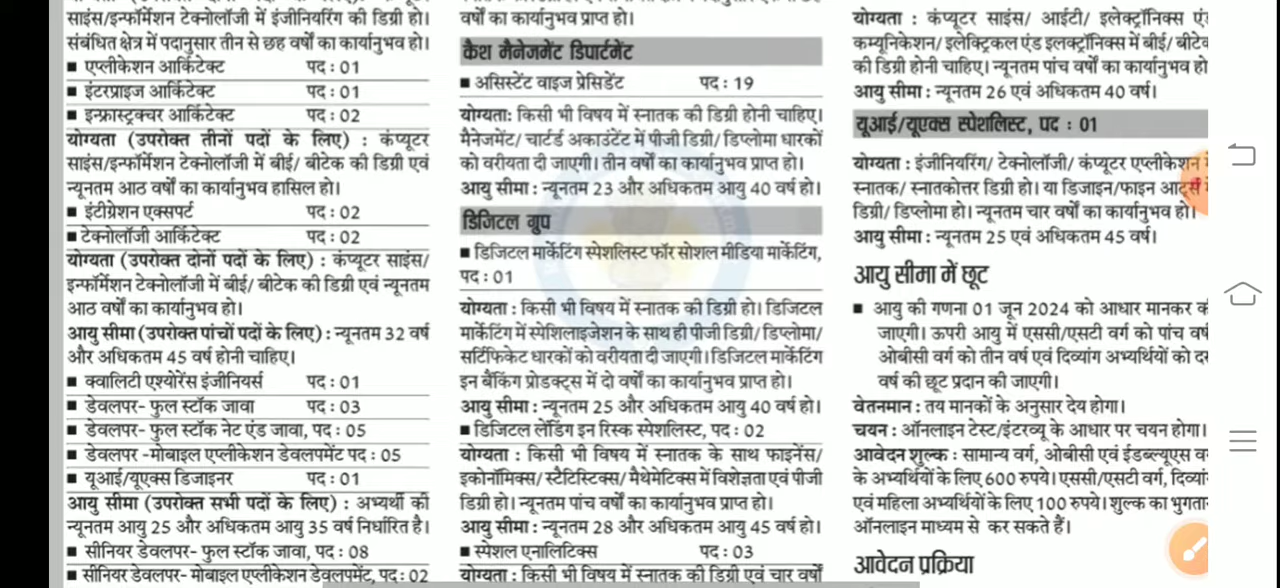 साइंस/इन्फॉर्मेशन टेक्नोलॉजी में इंजीनियरिंग की डिग्री हो।
संबंधित क्षेत्र में पदानुसार तीन से छह वर्षों का कार्यानुभव हो।
■ एप्लीकेशन आर्किटेक्ट पद : 01
■ इंटरप्राइज आर्किटेक्ट पद : 01
■ इन्फ्रास्ट्रक्चर आर्किटेक्ट पद : 02
योग्यता (उपरोक्त तीनों पदों के लिए) : कंप्यूटर
साइंस/इन्फॉर्मेशन टेक्नोलॉजी में बीई/ बीटेक की डिग्री एवं
न्यूनतम आठ वर्षों का कार्यानुभव हासिल हो।
■ इंटीग्रेशन एक्सपर्ट पद : 02
■ टेक्नोलॉजी आर्किटेक्ट पद : 02
योग्यता (उपरोक्त दोनों पदों के लिए) : कंप्यूटर साइंस/
इन्फॉर्मेशन टेक्नोलॉजी में बीई/ बीटेक की डिग्री एवं न्यूनतम
आठ वर्षों का कार्यानुभव हो।
आयु सीमा (उपरोक्त पांचों पदों के लिए) : न्यूनतम 32 वर्ष
और अधिकतम 45 वर्ष होनी चाहिए।
■ क्वालिटी एश्योरेंस इंजीनियर्स पद : 01
■ डेवलपर- फुल स्टॉक जावा पद : 03
■ डेवलपर- फुल स्टॉक नेट एंड जावा, पद : 05
■ डेवलपर -मोबाइल एप्लीकेशन डेवलपमेंट पद : 05
■ यूआई/यूएक्स डिजाइनर पद : 01
आयु सीमा (उपरोक्त सभी पदों के लिए) : अभ्यर्थी की
न्यूनतम आयु 25 और अधिकतम आयु 35 वर्ष निर्धारित है।
■ सीनियर डेवलपर- फुल स्टॉक जावा, पद : 08
■ सीनियर डेवलपर- मोबाइल एप्लीकेशन डेवलपमेंट, पद : 02
वर्षों का कार्यानुभव प्राप्त हो।
कैश मैनेजमेंट डिपार्टमेंट
■ असिस्टेंट वाइज प्रेसिडेंट पद : 19
योग्यता: किसी भी विषय में स्नातक की डिग्री होनी चाहिए।
मैनेजमेंट/ चार्टर्ड अकाउंटेंट में पीजी डिग्री/ डिप्लोमा धारकों
को वरीयता दी जाएगी। तीन वर्षों का कार्यानुभव प्राप्त हो।
आयु सीमा : न्यूनतम 23 और अधिकतम आयु 40 वर्ष हो।
डिजिटल ग्रुप
■ डिजिटल मार्केटिंग स्पेशलिस्ट फॉर सोशल मीडिया मार्केटिंग,
पद : 01
योग्यता : किसी भी विषय में स्नातक की डिग्री हो। डिजिटल
मार्केटिंग में स्पेशिलाइजेशन के साथ ही पीजी डिग्री/ डिप्लोमा/
सर्टिफिकेट धारकों को वरीयता दी जाएगी। डिजिटल मार्केटिंग
इन बैंकिंग प्रोडक्ट्स में दो वर्षों का कार्यानुभव प्राप्त हो।
आयु सीमा : न्यूनतम 25 और अधिकतम आयु 40 वर्ष हो।
■ डिजिटल लेंडिंग इन रिस्क स्पेशलिस्ट, पद : 02
योग्यता : किसी भी विषय में स्नातक के साथ फाइनेंस/
इकोनॉमिक्स/ स्टैटिस्टिक्स/ मैथेमेटिक्स में विशेज्ञता एवं पीजी
डिग्री हो। न्यूनतम पांच वर्षों का कार्यानुभव प्राप्त हो।
आयु सीमा : न्यूनतम 28 और अधिकतम 45 वर्ष हो।
■ स्पेशल एनालिटिक्स पद : 03
योग्यता : किसी भी विषय में स्नातक की डिग्री एवं चार वर्षों
योग्यता : कंप्यूटर साइंस/ आईटी/ इलेक्ट्रॉनिक्स एं
कम्यूनिकेशन/ इलेक्ट्रिकल एंड इलक्ट्रॉनिक्स में बीई/ बीटेक
की डिग्री होनी चाहिए। न्यूनतम पांच वर्षों का कार्यानुभव हो
आयु सीमा : न्यूनतम 26 एवं अधिकतम 40 वर्ष।
यूआई/यूएक्स स्पेशलिस्ट, पद : 01
योग्यता : इंजीनियरिंग/ टेक्नोलॉजी/ कंप्यूटर एप्लीकेशन
स्नातक/ स्नातकोत्तर डिग्री हो। या डिजाइन/फाइन आर्ट्स
डिग्री/ डिप्लोमा हो। न्यूनतम चार वर्षों का कार्यानुभव हो।
आयु सीमा : न्यूनतम 25 एवं अधिकतम 45 वर्ष।
आयु सीमा में छूट
■ आयु की गणना 01 जून 2024 को आधार मानकर की
जाएगी। ऊपरी आयु में एससी/एसटी वर्ग को पांच वर्ष
ओबीसी वर्ग को तीन वर्ष एवं दिव्यांग अभ्यर्थियों को दस
वर्ष की छूट प्रदान की जाएगी।
वेतनमान : तय मानकों के अनुसार देय होगा।
चयन : ऑनलाइन टेस्ट/इंटरव्यू के आधार पर चयन होगा।
आवेदन शुल्क : सामान्य वर्ग, ओबीसी एवं ईडब्ल्यूएस व
के अभ्यर्थियों के लिए 600 रुपये। एससी/एसटी वर्ग, दिव्यां
एवं महिला अभ्यर्थियों के लिए 100 रुपये। शुल्क का भुगता
ऑनलाइन माध्यम से कर सकते हैं।
आवेदन प्रक्रिया